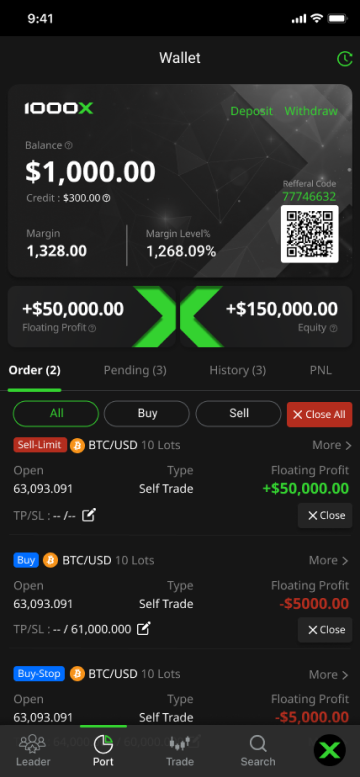 9:41
Wallet
1000X
Deposit Withdraw
Balance
$1,000.00
Credit : $300.00
Refferal Code
77746632
Margin Margin Level%
1,328.00 1,268.09%
+$50,000.00 +$150,000.00
Floating Profit Equity
Order (2) Pending (3) History (3) PNL
All Buy Sell Close All
Sell-Limit BTC/USD 10 Lots More
Open Type Floating Profit
63,093.091 Self Trade +$50,000.00
TP/SL : -- /-- Close
Buy BTC/USD 10 Lots More
Open Type Floating Profit
63,093.091 Self Trade -$5000.00
TP/SL : -- / 61,000.000 Close
Buy-Stop BTC/USD 10 Lots More
Open Type Floating Profit
63,093.091 Self Trade -$5,000.00
Leader Port Trade Search